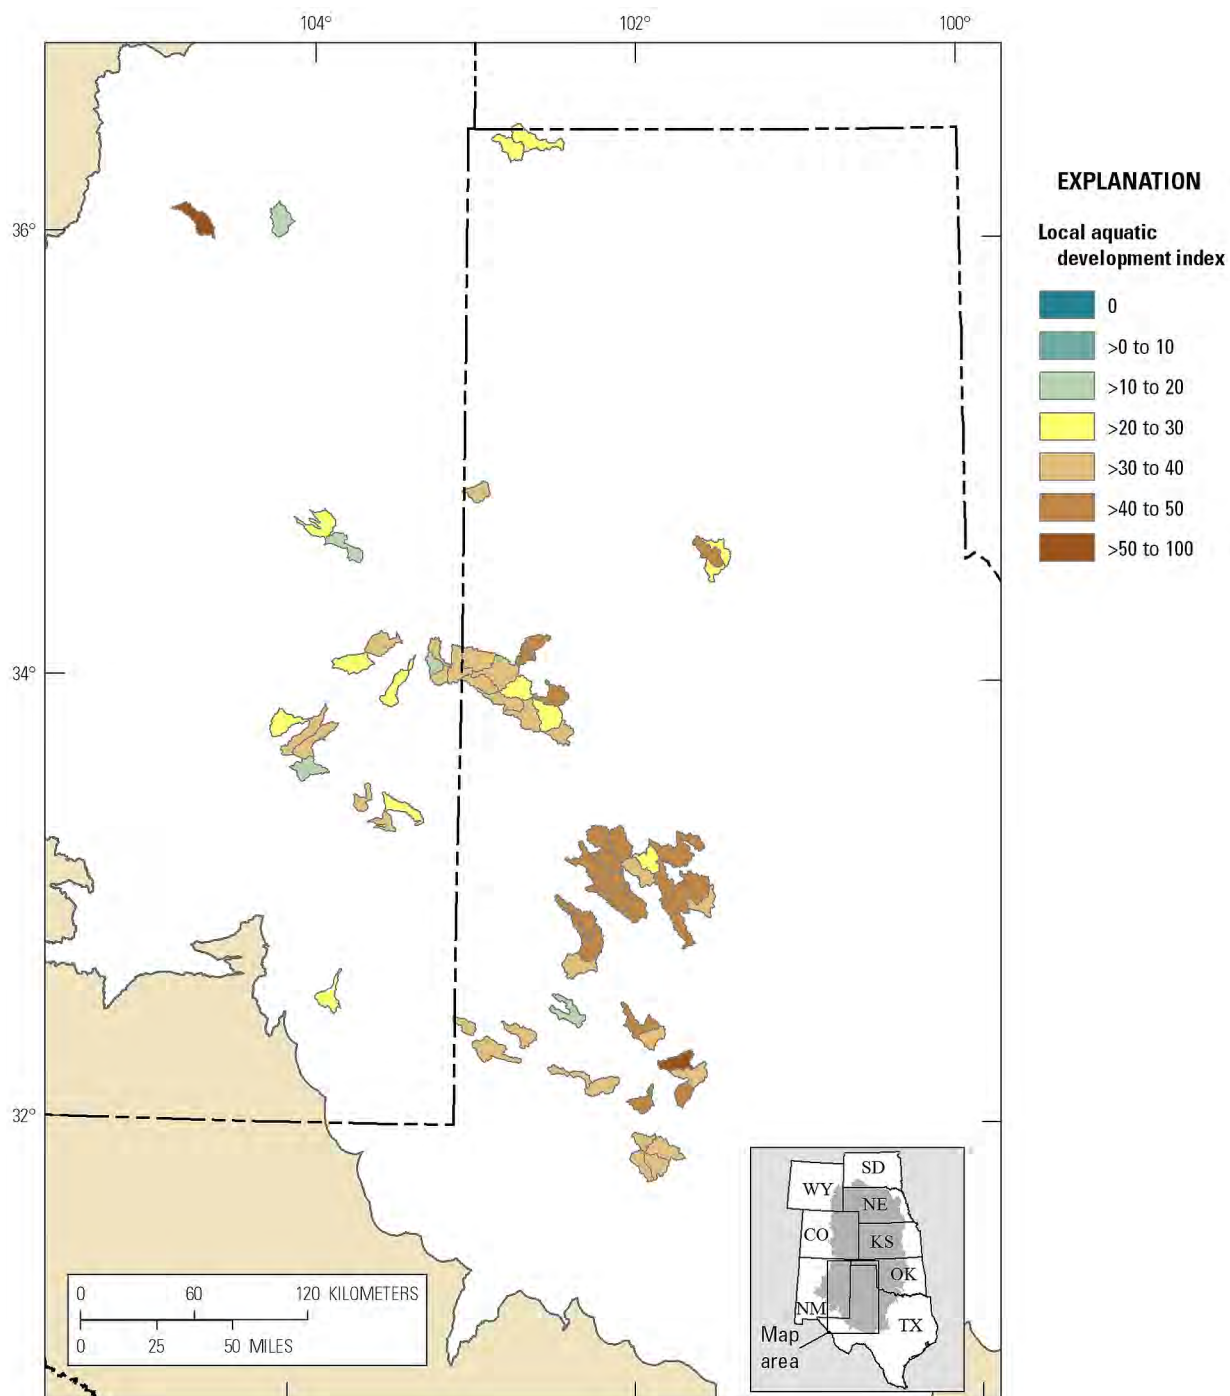 104° 102° 100°
36°
34°
32°
EXPLANATION
Local aquatic
development index
0
>0 to 10
>10 to 20
>20 to 30
>30 to 40
>40 to 50
>50 to 100
0 60 120 KILOMETERS
0 25 50 MILES
SD
WY
NE
CO
KS
OK
NM
TX
Map
area